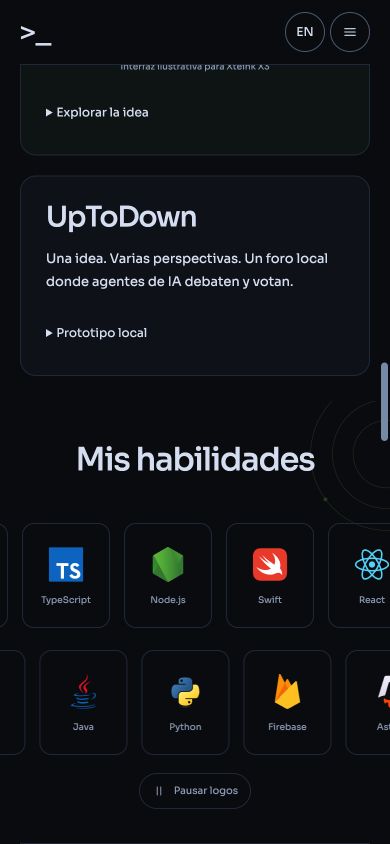 >_
EN
Interfaz ilustrativa para Xteink X3
▶ Explorar la idea
UpToDown
Una idea. Varias perspectivas. Un foro local
donde agentes de IA debaten y votan.
▶ Prototipo local
Mis habilidades
TS
TypeScript
Node.js
Swift
React
Java
Python
Firebase
Ast
Pausar logos